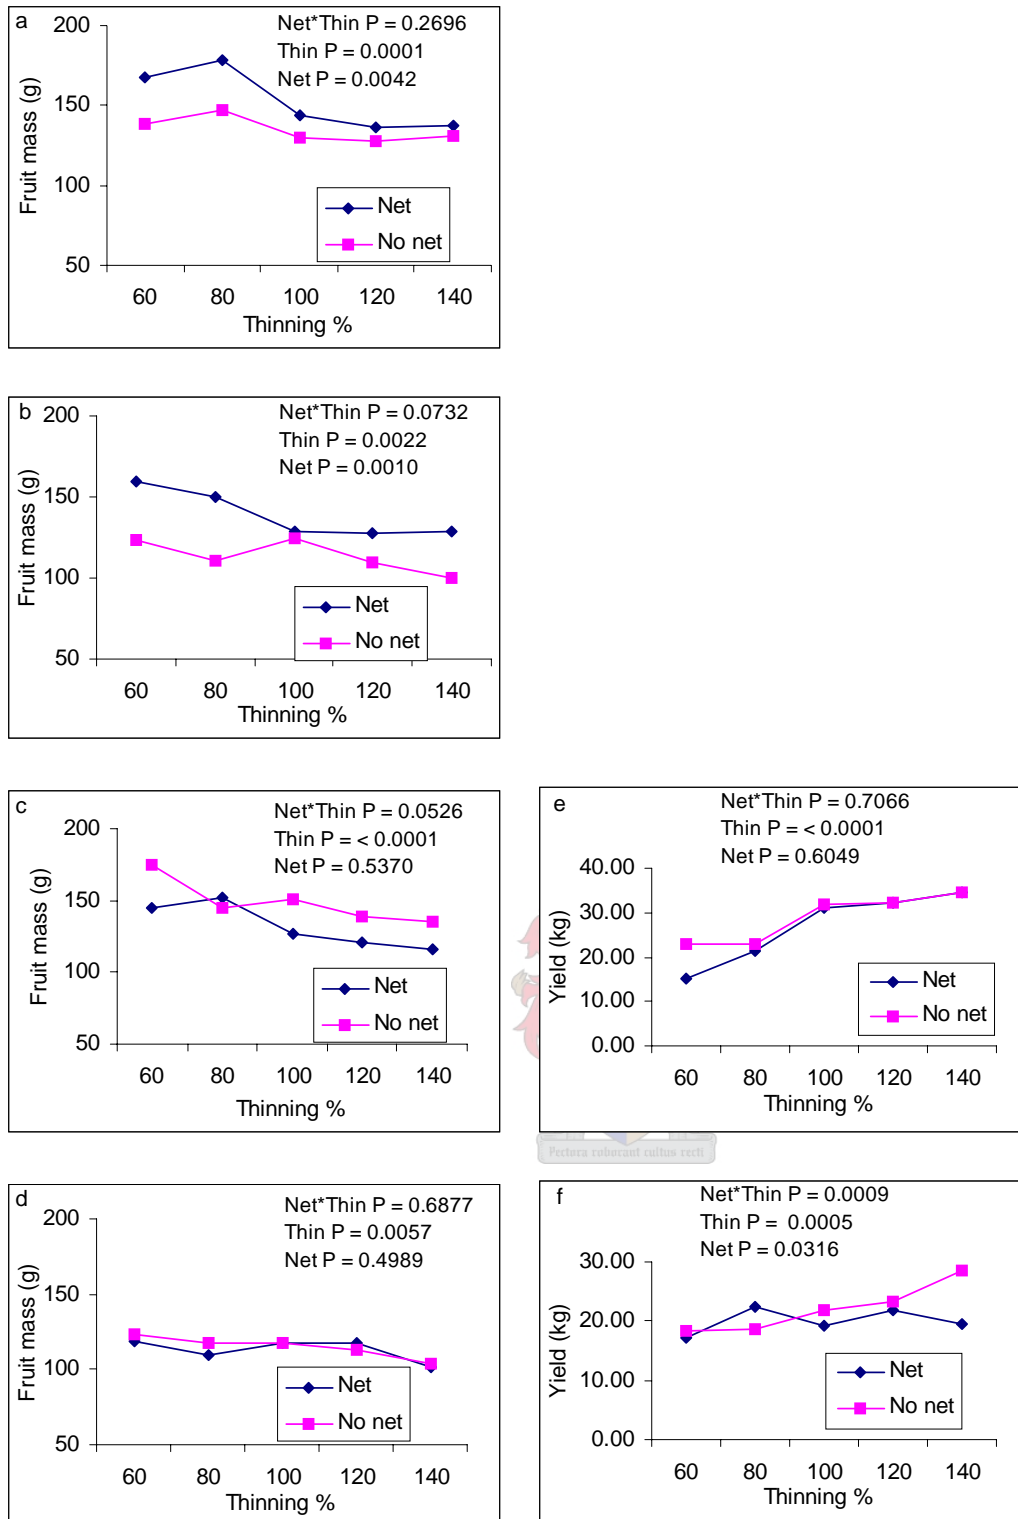 a
Net*Thin P = 0.2696
Thin P = 0.0001
Net P = 0.0042
Fruit mass (g)
200
150
100
50
Net
No net
60 80 100 120 140
Thinning %
b
Net*Thin P = 0.0732
Thin P = 0.0022
Net P = 0.0010
Fruit mass (g)
200
150
100
50
Net
No net
60 80 100 120 140
Thinning %
c
Net*Thin P = 0.0526
Thin P = < 0.0001
Net P = 0.5370
Fruit mass (g)
200
150
100
50
Net
No net
60 80 100 120 140
Thinning %
e
Net*Thin P = 0.7066
Thin P = < 0.0001
Net P = 0.6049
Yield (kg)
40.00
30.00
20.00
10.00
0.00
Net
No net
60 80 100 120 140
Thinning %
Pectora roborant cultus recti
d
Net*Thin P = 0.6877
Thin P = 0.0057
Net P = 0.4989
Fruit mass (g)
200
150
100
50
Net
No net
60 80 100 120 140
Thinning %
f
Net*Thin P = 0.0009
Thin P = 0.0005
Net P = 0.0316
Yield (kg)
30.00
20.00
10.00
0.00
Net
No net
60 80 100 120 140
Thinning %